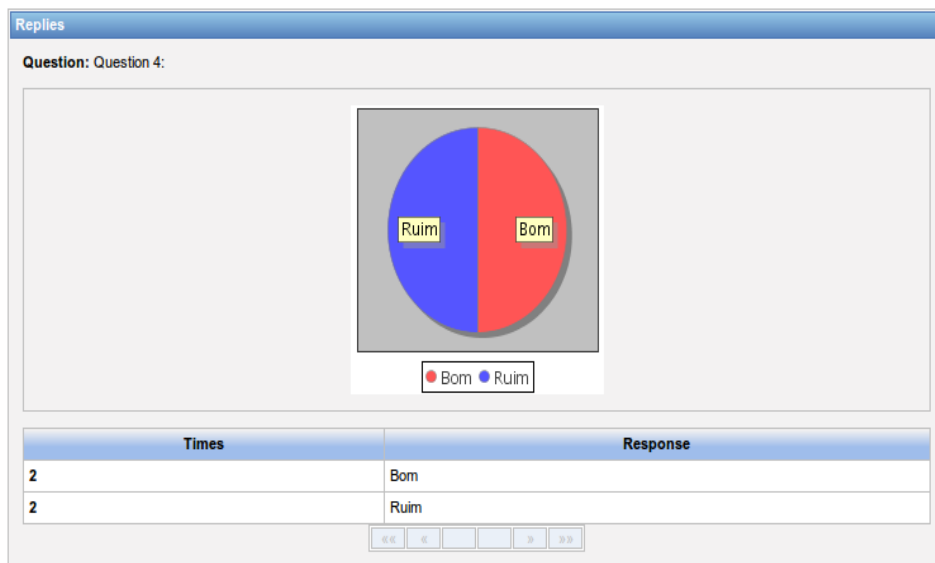 Replies
Question: Question 4:
Ruim Bom
Bom Ruim
Times Response
2 Bom
2 Ruim
«« « » »»